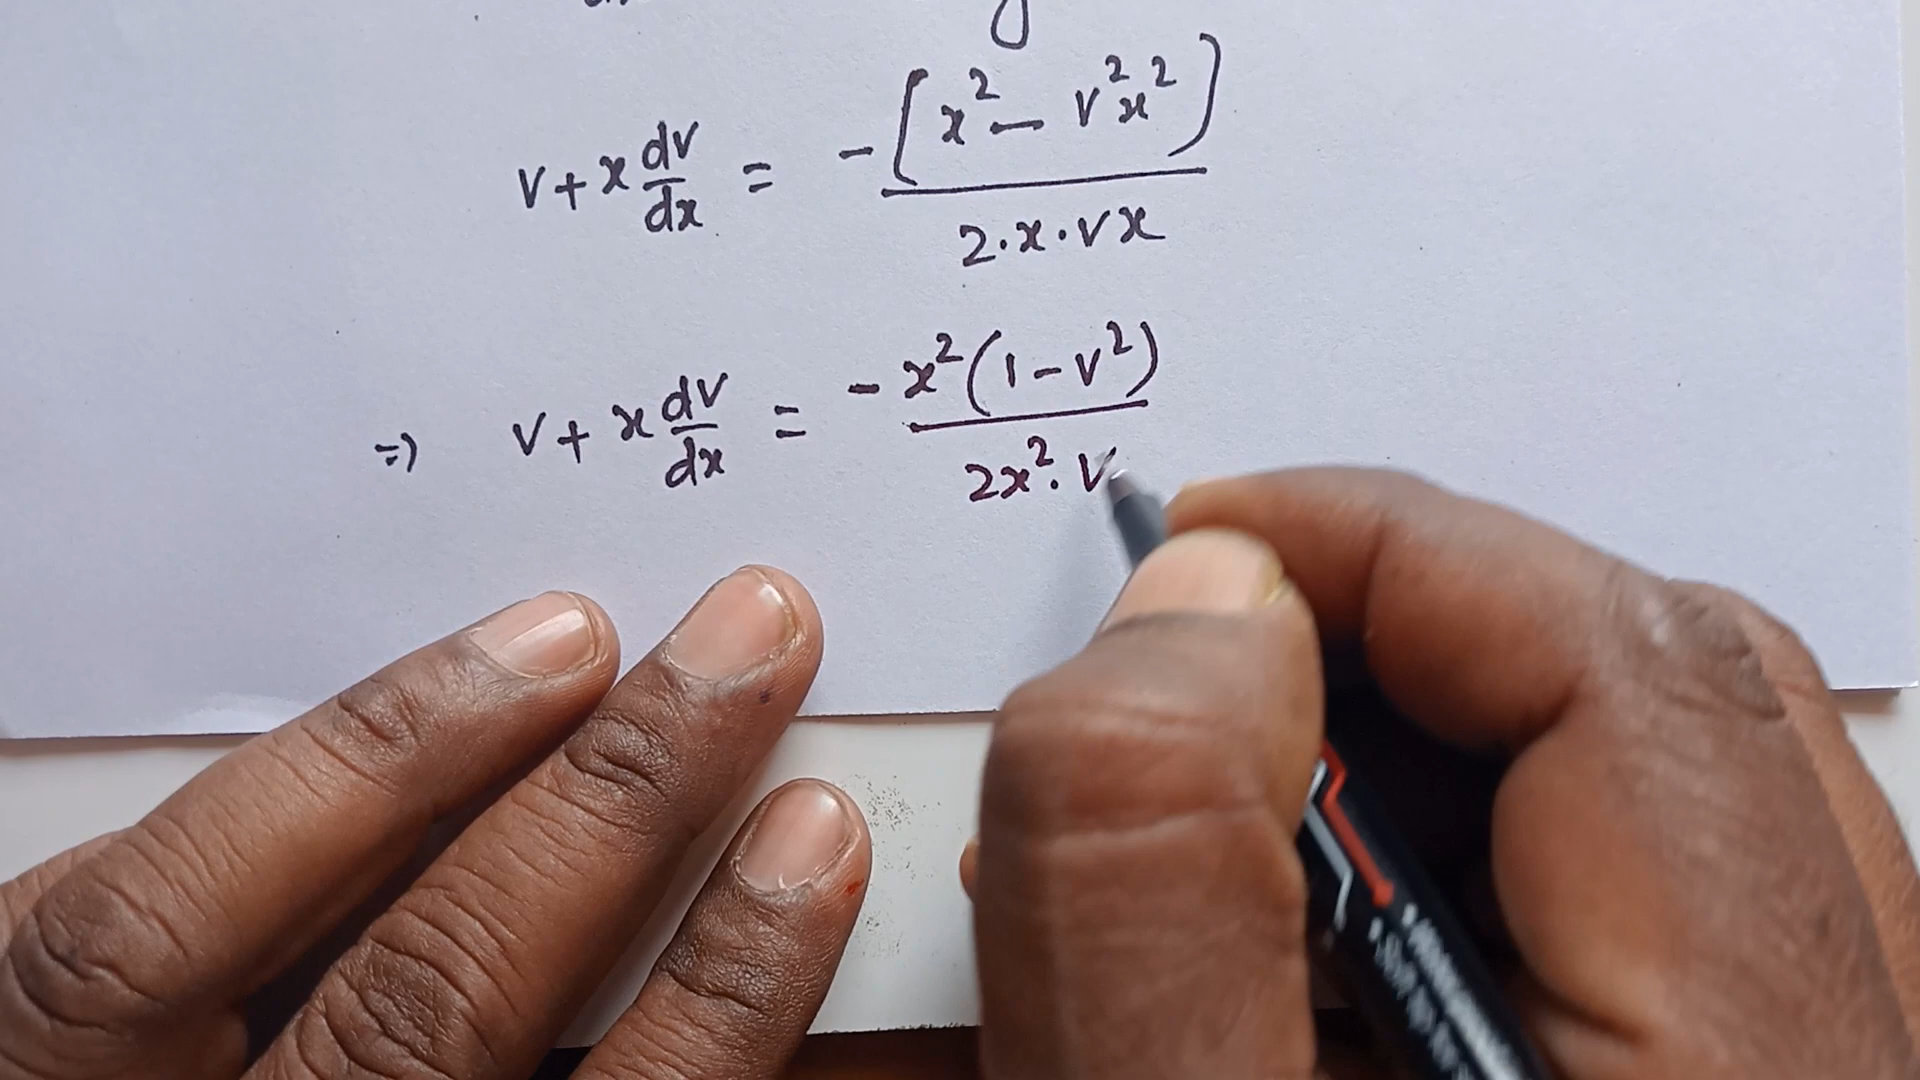 y
v + x dv/dx = -[x² - v²x²) / 2·x·vx
=) v + x dv/dx = - x²(1 - v²) / 2x²·v